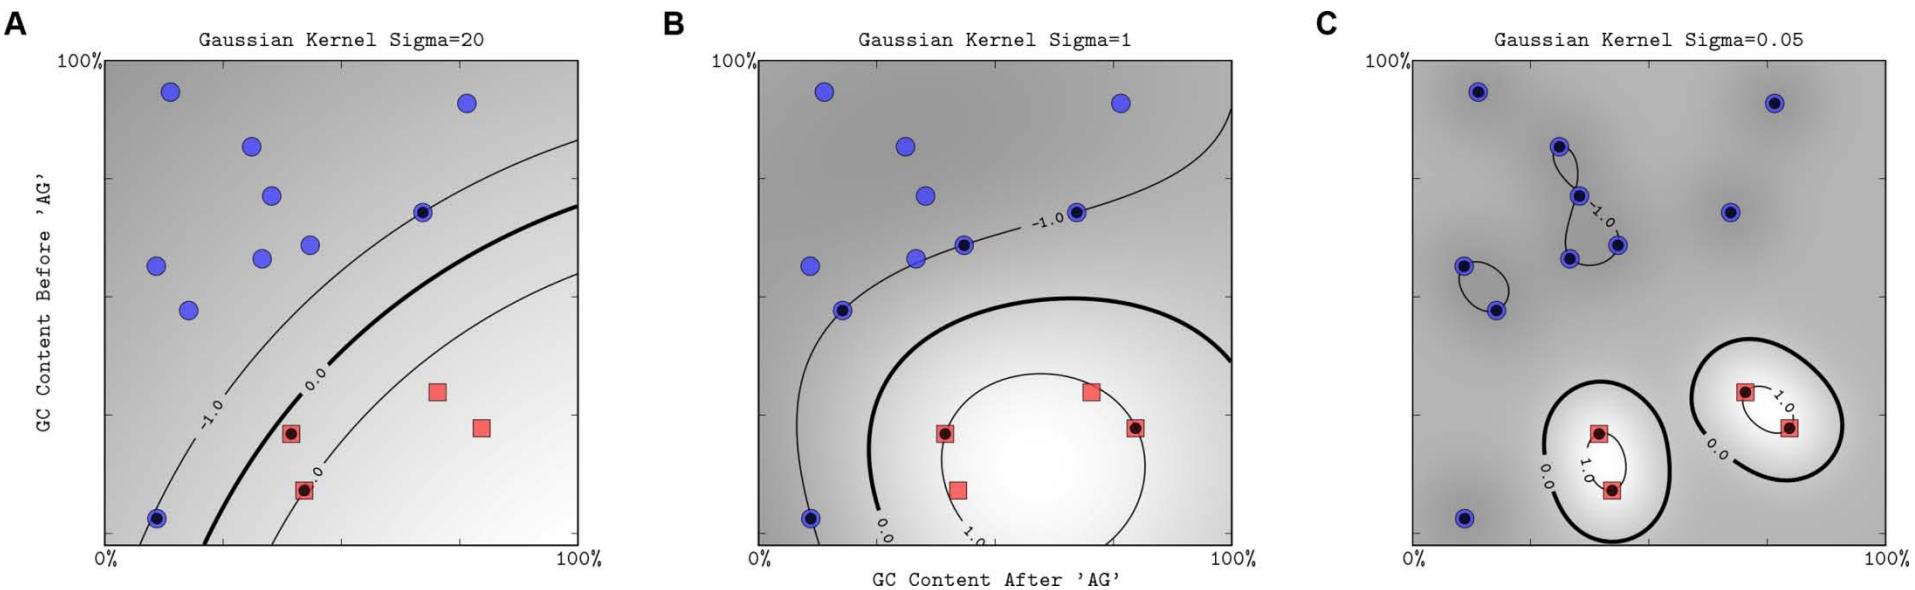 A
Gaussian Kernel Sigma=20
100%
GC Content Before 'AG'
-1.0
0.0
.0
0%
100%
B
Gaussian Kernel Sigma=1
100%
-1.0
0.0
1.0
0%
100%
GC Content After 'AG'
C
Gaussian Kernel Sigma=0.05
100%
-1.0
1.0
0.0
1.0
0.0
0%
100%